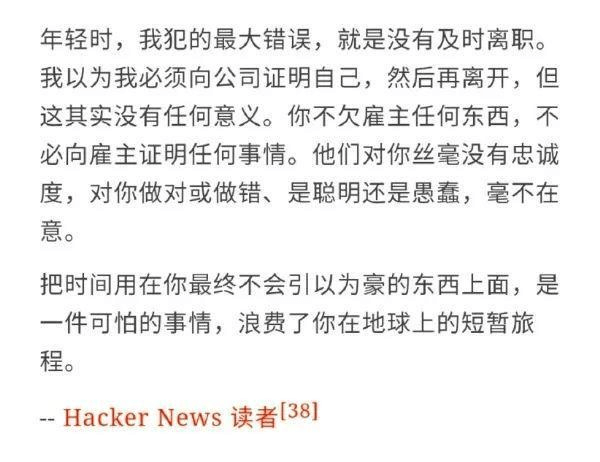 年轻时，我犯的最大错误，就是没有及时离职。
我以为我必须向公司证明自己，然后再离开，但
这其实没有任何意义。你不欠雇主任何东西，不
必向雇主证明任何事情。他们对你丝毫没有忠诚
度，对你做对或做错、是聪明还是愚蠢，毫不在
意。
把时间用在你最终不会引以为豪的东西上面，是
一件可怕的事情，浪费了你在地球上的短暂旅
程。
-- Hacker News 读者[38]